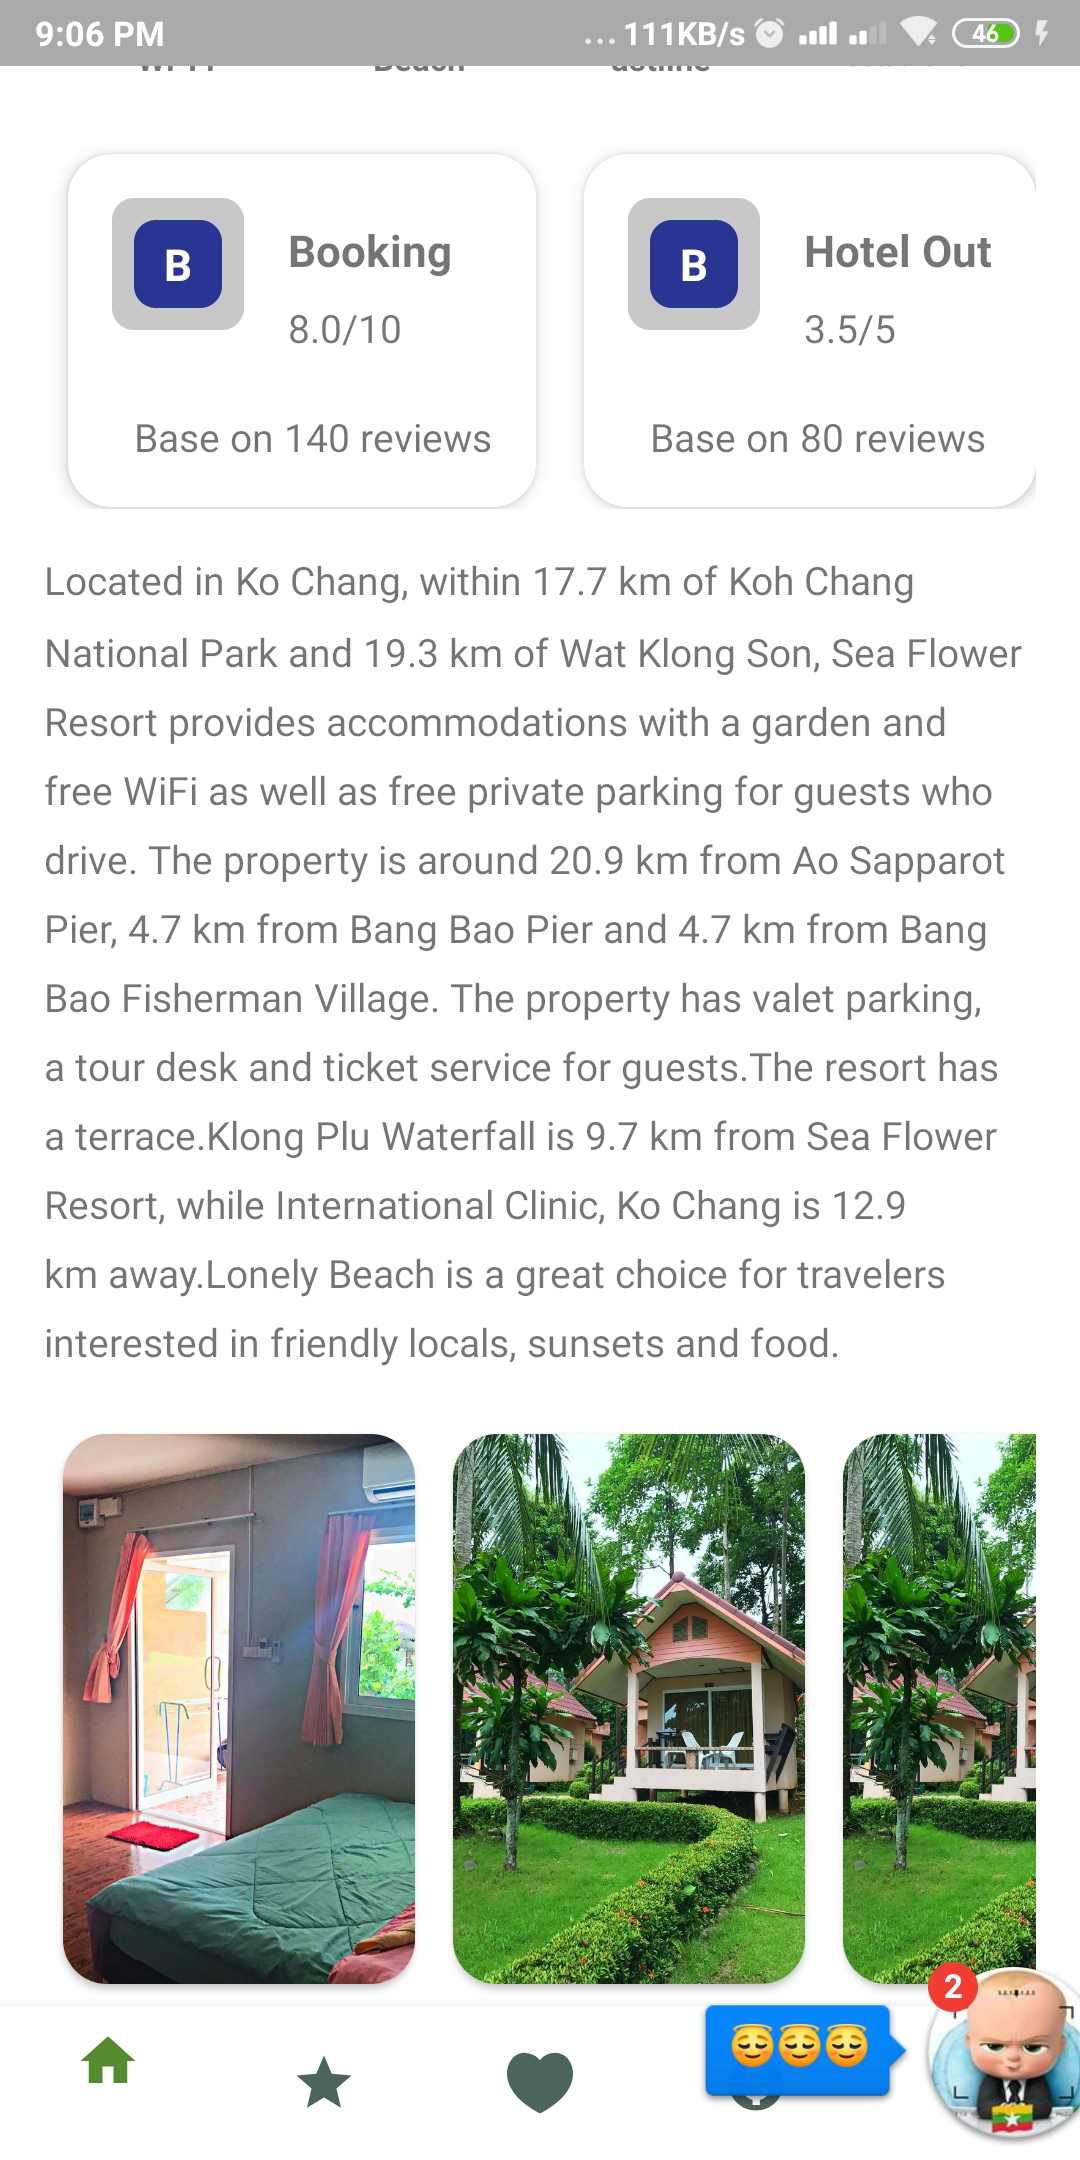 9:06 PM
... 111KB/s
46
Wi-Fi Beach
B
Booking
8.0/10
Base on 140 reviews
B
Hotel Out
3.5/5
Base on 80 reviews
Located in Ko Chang, within 17.7 km of Koh Chang
National Park and 19.3 km of Wat Klong Son, Sea Flower
Resort provides accommodations with a garden and
free WiFi as well as free private parking for guests who
drive. The property is around 20.9 km from Ao Sapparot
Pier, 4.7 km from Bang Bao Pier and 4.7 km from Bang
Bao Fisherman Village. The property has valet parking,
a tour desk and ticket service for guests.The resort has
a terrace.Klong Plu Waterfall is 9.7 km from Sea Flower
Resort, while International Clinic, Ko Chang is 12.9
km away.Lonely Beach is a great choice for travelers
interested in friendly locals, sunsets and food.
😇😇😇
2